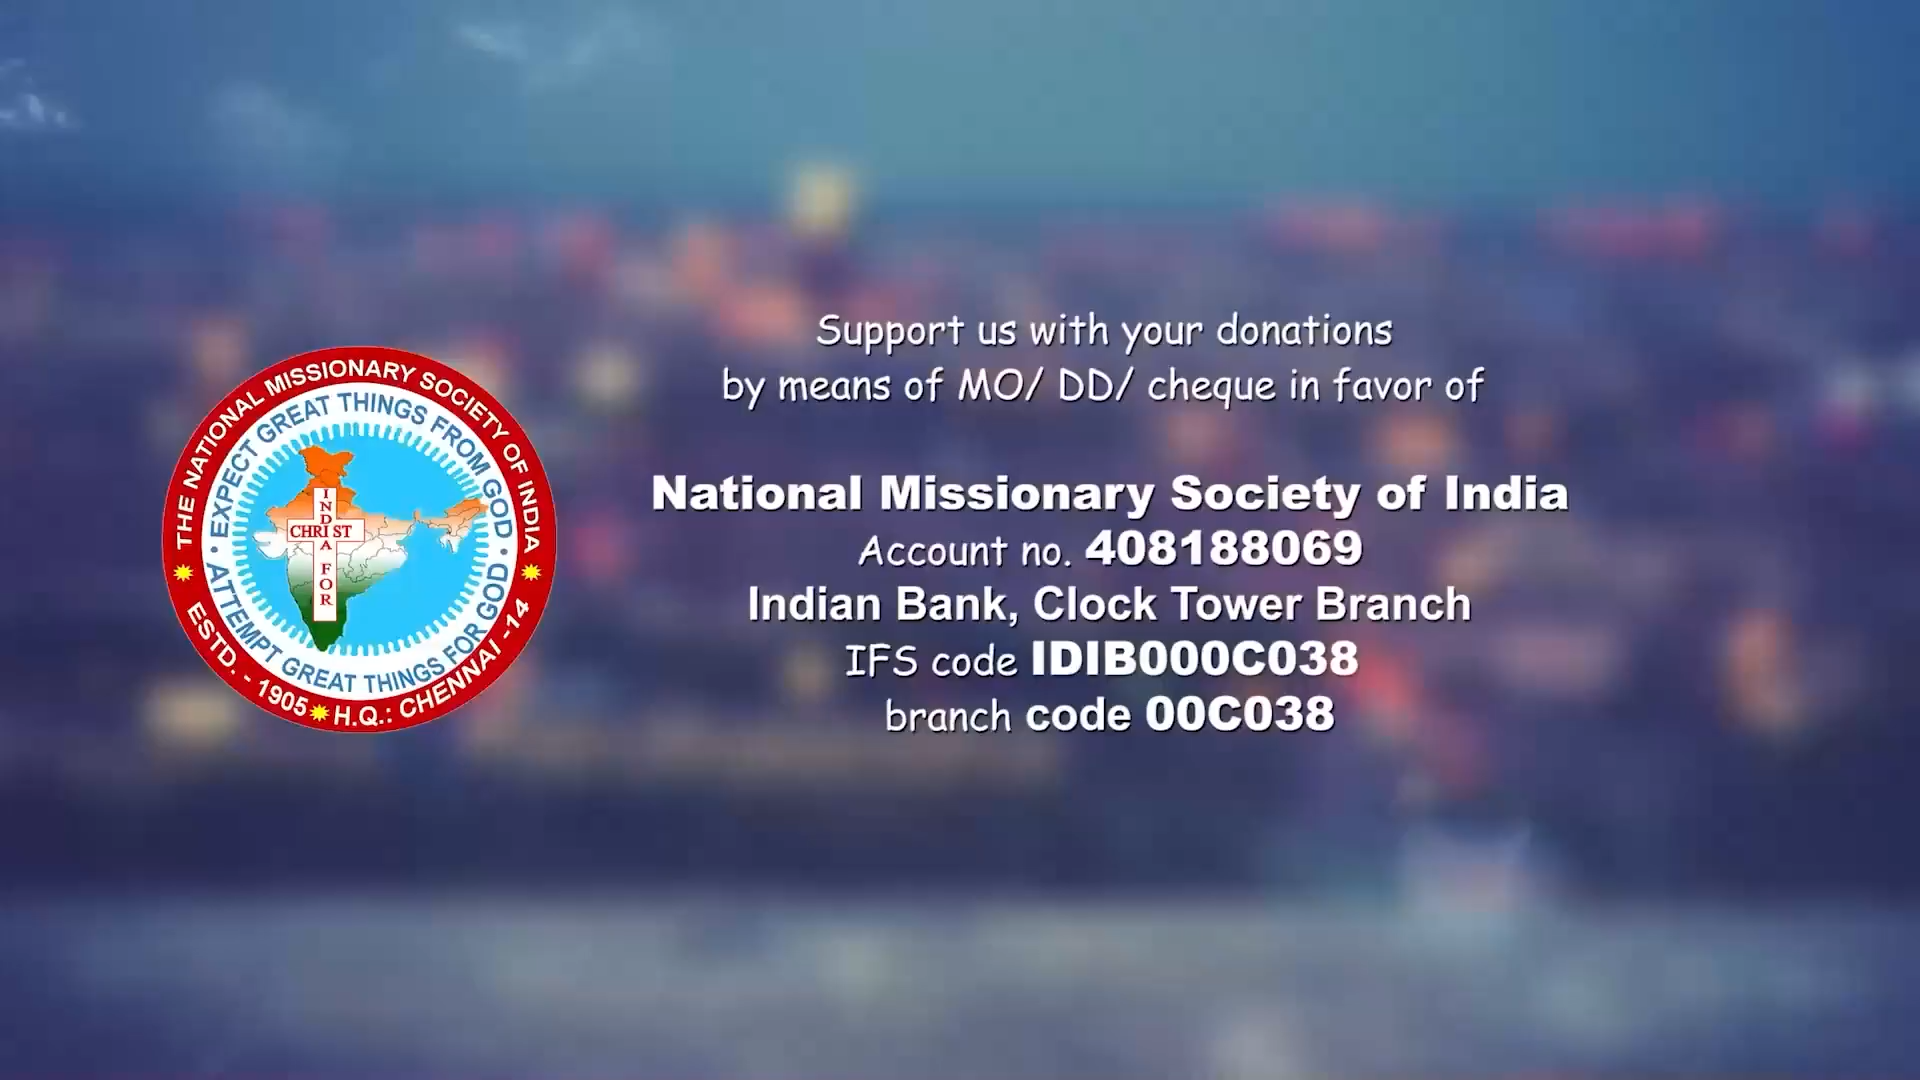 THE NATIONAL MISSIONARY SOCIETY OF INDIA
ESTD. - 1905 H.Q.: CHENNAI -14
EXPECT GREAT THINGS FROM GOD
ATTEMPT GREAT THINGS FOR GOD
INDIA FOR
CHRIST
Support us with your donations
by means of MO/ DD/ cheque in favor of
National Missionary Society of India
Account no. 408188069
Indian Bank, Clock Tower Branch
IFS code IDIB000C038
branch code 00C038